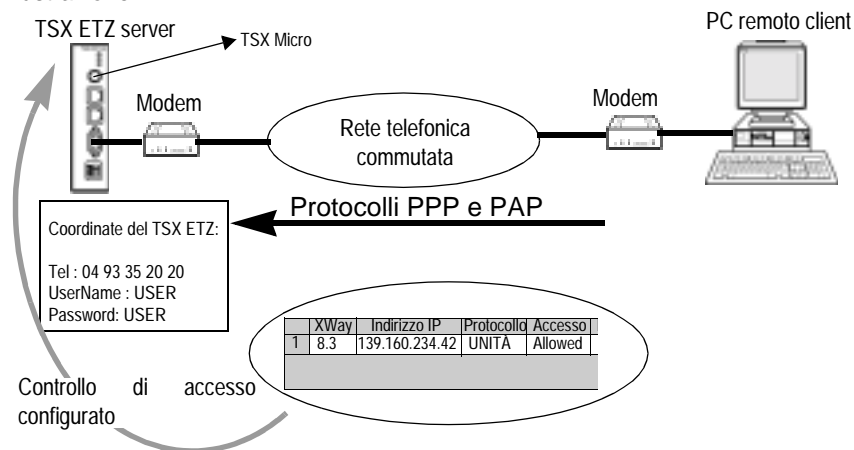 TSX ETZ server
TSX Micro
PC remoto client
Modem
Modem
Rete telefonica
commutata
Protocolli PPP e PAP
Coordinate del TSX ETZ:
Tel : 04 93 35 20 20
UserName : USER
Password: USER
XWay Indirizzo IP Protocollo Accesso
1 8.3 139.160.234.42 UNITÀ Allowed
Controllo di accesso
configurato